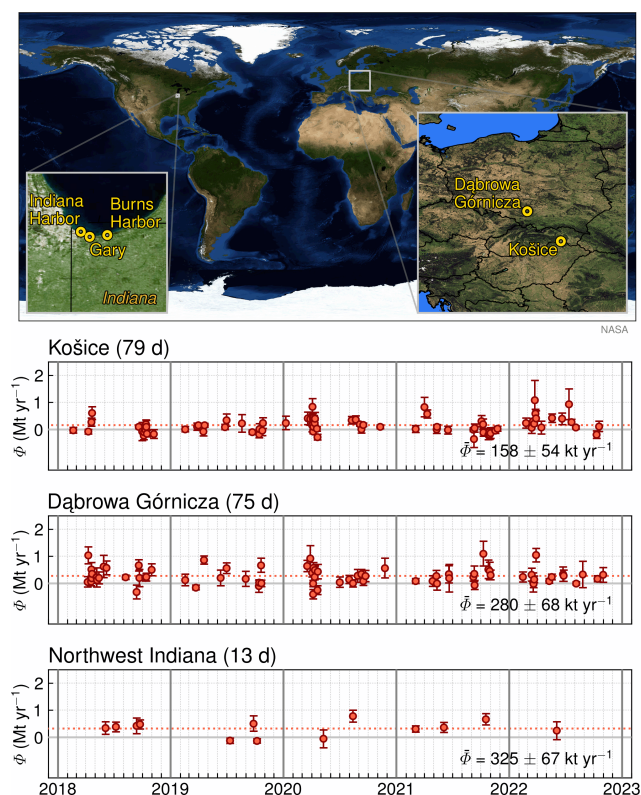 Indiana
Harbor
Burns
Harbor
Gary
Indiana
Dąbrowa
Górnicza
Košice
NASA
Košice (79 d)
Φ (Mt yr⁻¹)
2
1
0
Φ̄ = 158 ± 54 kt yr⁻¹
Dąbrowa Górnicza (75 d)
Φ (Mt yr⁻¹)
2
1
0
Φ̄ = 280 ± 68 kt yr⁻¹
Northwest Indiana (13 d)
Φ (Mt yr⁻¹)
2
1
0
Φ̄ = 325 ± 67 kt yr⁻¹
2018 2019 2020 2021 2022 2023